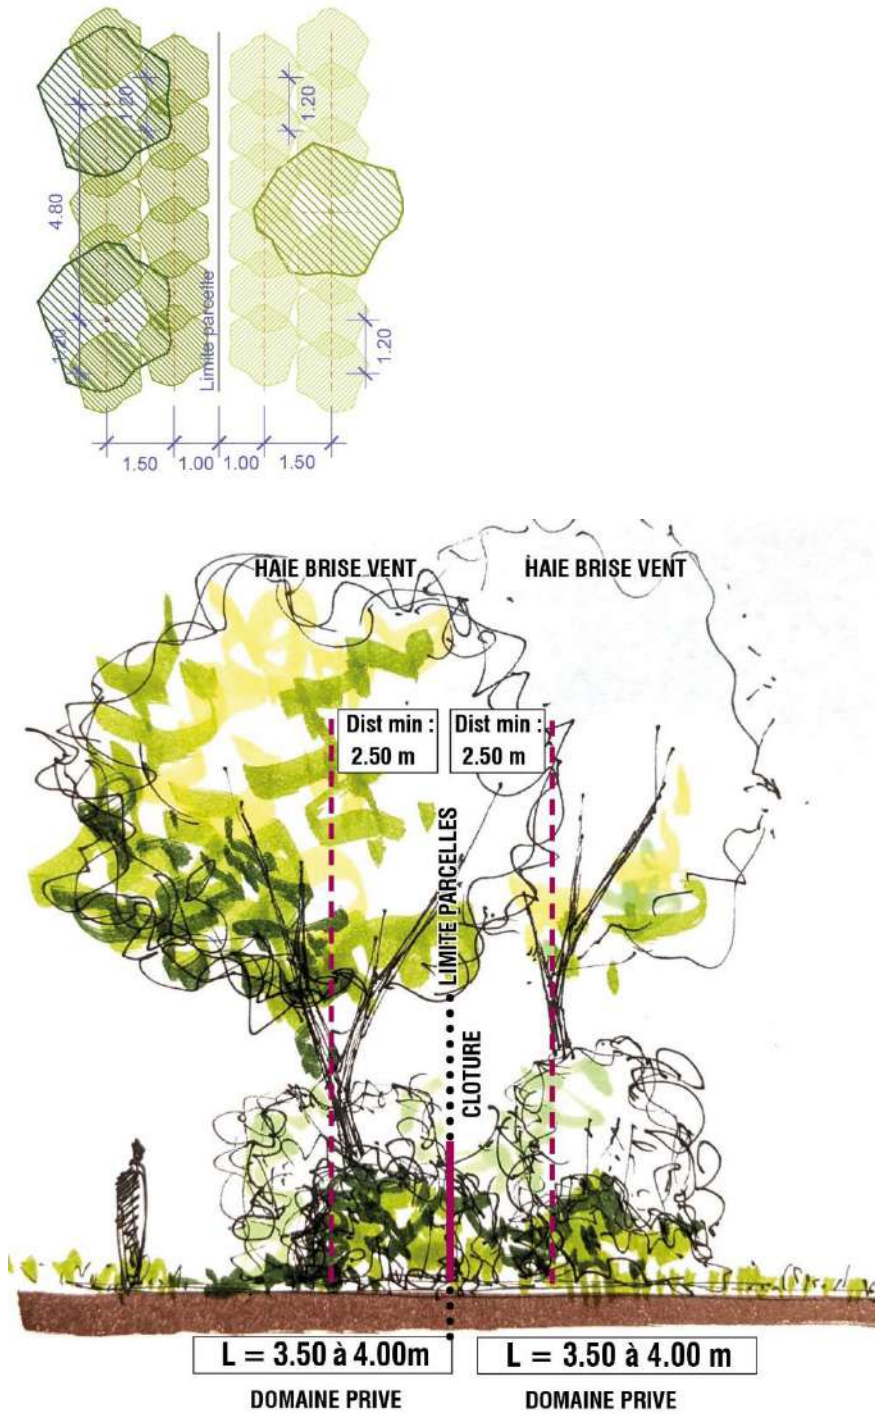 1.20
1.20
4.80
Limite parcelle
1.20
1.20
1.50
1.00
1.00
1.50
HAIE BRISE VENT
HAIE BRISE VENT
Dist min :
2.50 m
Dist min :
2.50 m
LIMITE PARCELLES
CLOTURE
L = 3.50 à 4.00m
L = 3.50 à 4.00 m
DOMAINE PRIVE
DOMAINE PRIVE